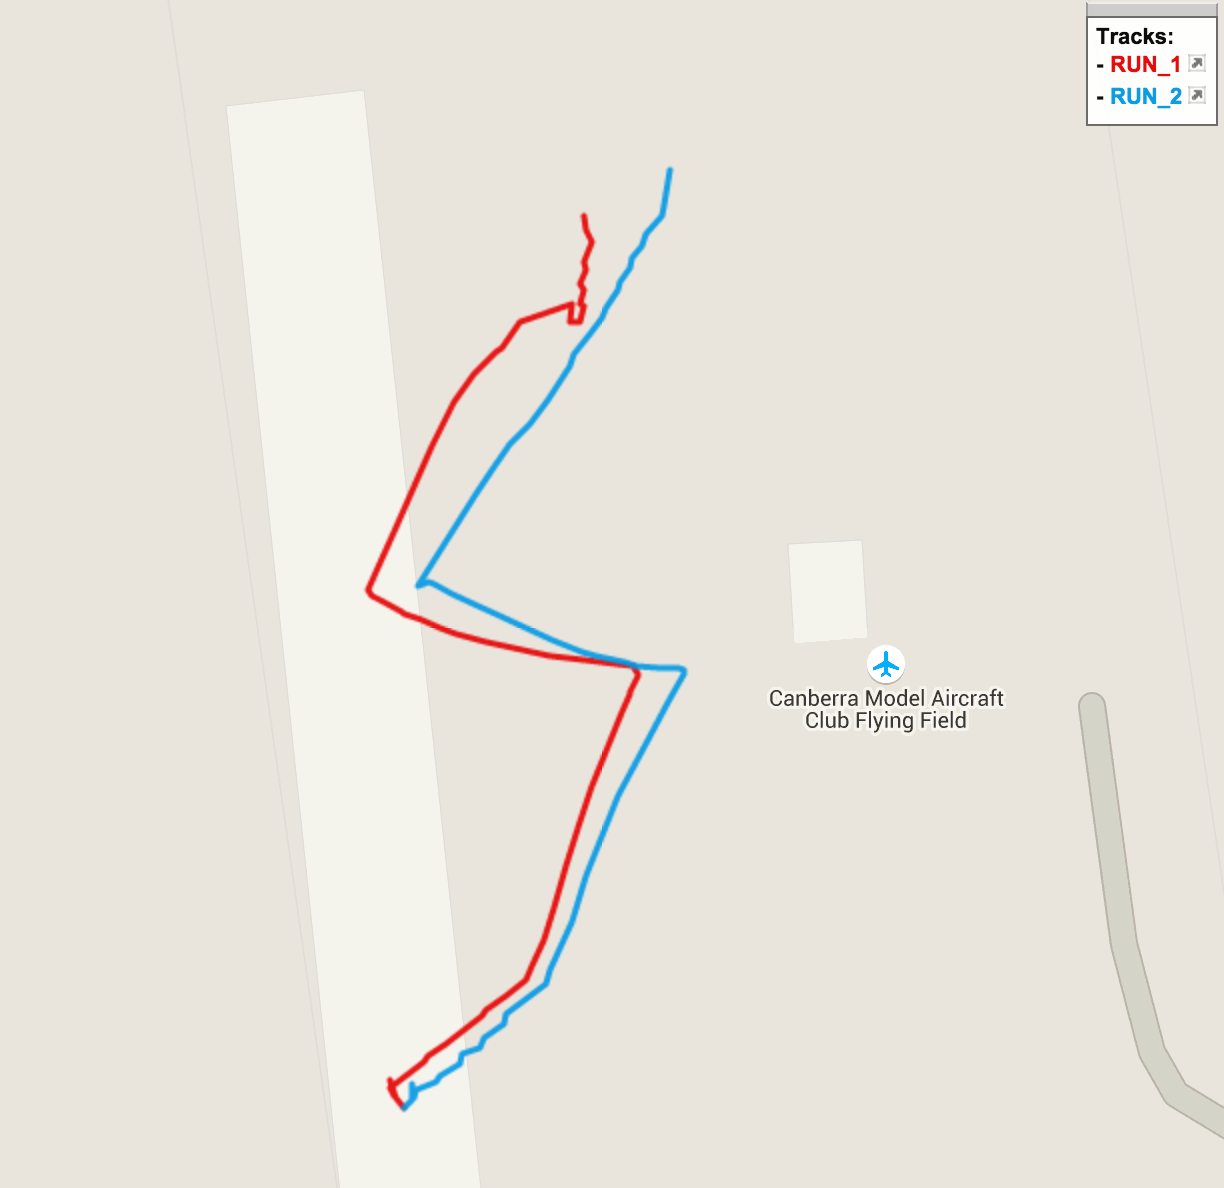 Tracks:
- RUN_1
- RUN_2
Canberra Model Aircraft
Club Flying Field